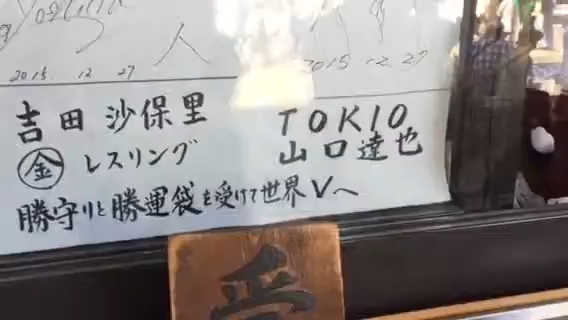 2015. 12. 27
人
2015 12. 27
吉田 沙保里
㊎ レスリング
TOKIO
山口達也
勝守りと勝運袋を受けて世界Vへ